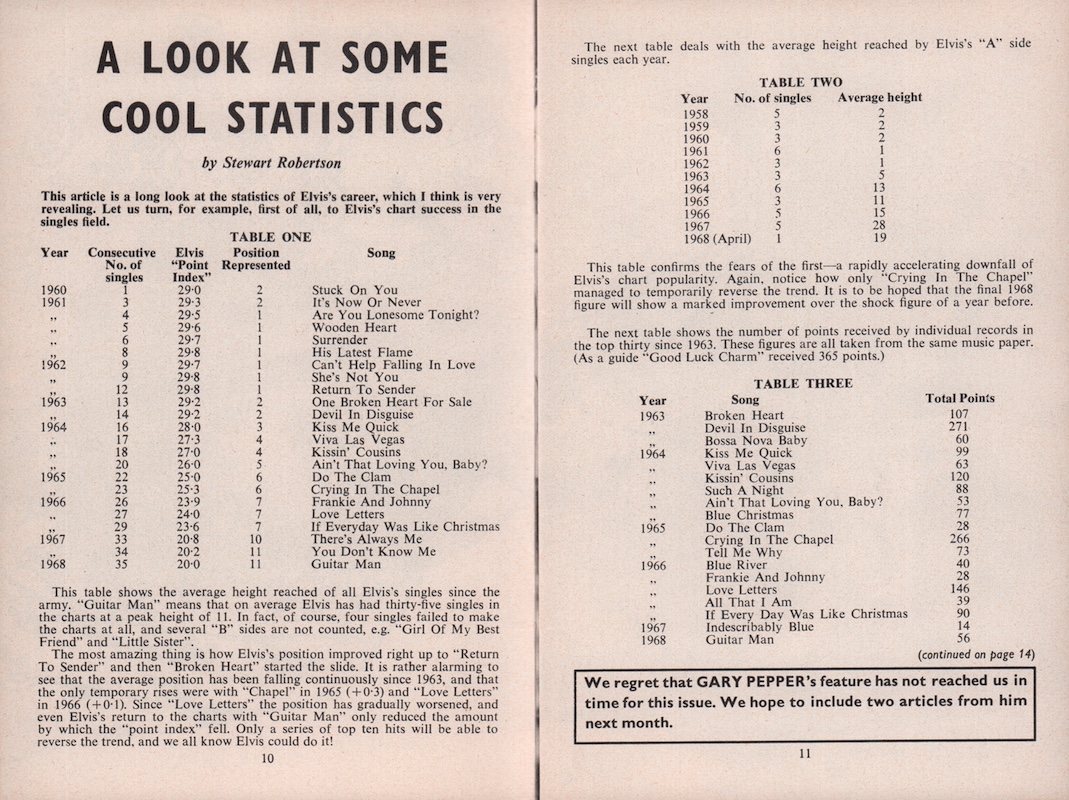 A LOOK AT SOME
COOL STATISTICS
by Stewart Robertson
This article is a long look at the statistics of Elvis's career, which I think is very
revealing. Let us turn, for example, first of all, to Elvis's chart success in the
singles field.
TABLE ONE
Year Consecutive Elvis Position Song
No. of "Point Represented
singles Index"
1960 1 29·0 2 Stuck On You
1961 3 29·3 2 It's Now Or Never
,, 4 29·5 1 Are You Lonesome Tonight?
,, 5 29·6 1 Wooden Heart
,, 6 29·7 1 Surrender
,, 8 29·8 1 His Latest Flame
1962 9 29·7 1 Can't Help Falling In Love
,, 9 29·8 1 She's Not You
,, 12 29·8 1 Return To Sender
1963 13 29·2 2 One Broken Heart For Sale
,, 14 29·2 2 Devil In Disguise
1964 16 28·0 3 Kiss Me Quick
,, 17 27·3 4 Viva Las Vegas
,, 18 27·0 4 Kissin' Cousins
,, 20 26·0 5 Ain't That Loving You, Baby?
1965 22 25·0 6 Do The Clam
,, 23 25·3 6 Crying In The Chapel
1966 26 23·9 7 Frankie And Johnny
,, 27 24·0 7 Love Letters
,, 29 23·6 7 If Everyday Was Like Christmas
1967 33 20·8 10 There's Always Me
,, 34 20·2 11 You Don't Know Me
1968 35 20·0 11 Guitar Man
This table shows the average height reached of all Elvis's singles since the
army. "Guitar Man" means that on average Elvis has had thirty-five singles in
the charts at a peak height of 11. In fact, of course, four singles failed to make
the charts at all, and several "B" sides are not counted, e.g. "Girl Of My Best
Friend" and "Little Sister".
The most amazing thing is how Elvis's position improved right up to "Return
To Sender" and then "Broken Heart" started the slide. It is rather alarming to
see that the average position has been falling continuously since 1963, and that
the only temporary rises were with "Chapel" in 1965 (+0·3) and "Love Letters"
in 1966 (+0·1). Since "Love Letters" the position has gradually worsened, and
even Elvis's return to the charts with "Guitar Man" only reduced the amount
by which the "point index" fell. Only a series of top ten hits will be able to
reverse the trend, and we all know Elvis could do it!
10
The next table deals with the average height reached by Elvis's "A" side
singles each year.
TABLE TWO
Year No. of singles Average height
1958 5 2
1959 3 2
1960 3 2
1961 6 1
1962 3 1
1963 3 5
1964 6 13
1965 3 11
1966 5 15
1967 5 28
1968 (April) 1 19
This table confirms the fears of the first—a rapidly accelerating downfall of
Elvis's chart popularity. Again, notice how only "Crying In The Chapel"
managed to temporarily reverse the trend. It is to be hoped that the final 1968
figure will show a marked improvement over the shock figure of a year before.
The next table shows the number of points received by individual records in
the top thirty since 1963. These figures are all taken from the same music paper.
(As a guide "Good Luck Charm" received 365 points.)
TABLE THREE
Year Song Total Points
1963 Broken Heart 107
,, Devil In Disguise 271
,, Bossa Nova Baby 60
1964 Kiss Me Quick 99
,, Viva Las Vegas 63
,, Kissin' Cousins 120
,, Such A Night 88
,, Ain't That Loving You, Baby? 53
,, Blue Christmas 77
1965 Do The Clam 28
,, Crying In The Chapel 266
,, Tell Me Why 73
1966 Blue River 40
,, Frankie And Johnny 28
,, Love Letters 146
,, All That I Am 39
,, If Every Day Was Like Christmas 90
1967 Indescribably Blue 14
1968 Guitar Man 56
(continued on page 14)
We regret that GARY PEPPER's feature has not reached us in
time for this issue. We hope to include two articles from him
next month.
11